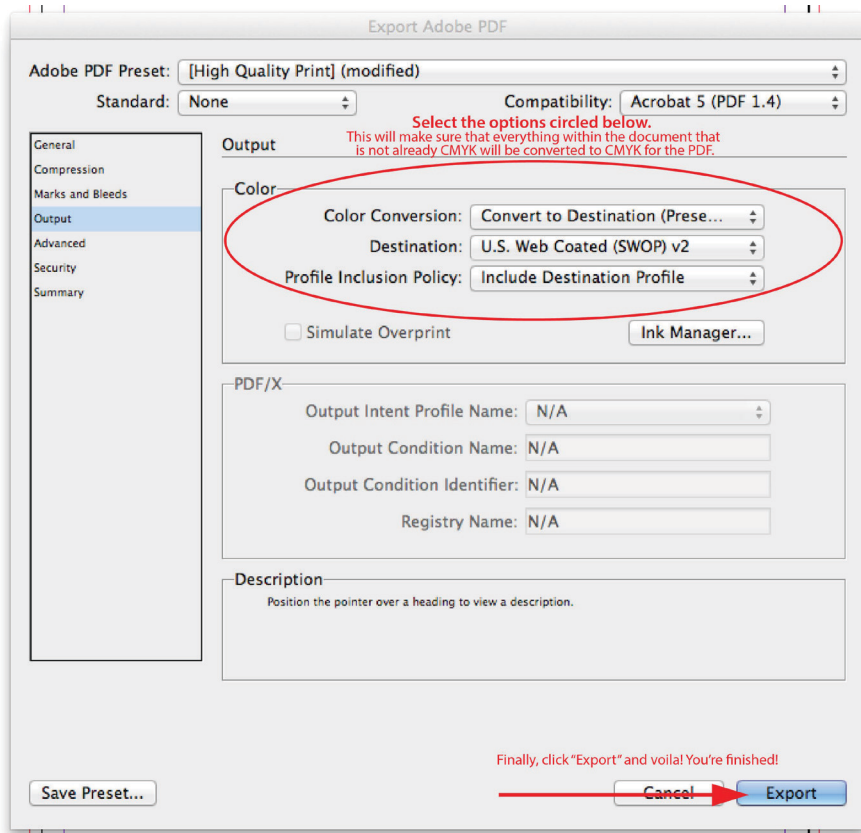 Export Adobe PDF
Adobe PDF Preset: [High Quality Print] (modified)
Standard: None Compatibility: Acrobat 5 (PDF 1.4)
Select the options circled below.
This will make sure that everything within the document that
is not already CMYK will be converted to CMYK for the PDF.
General
Compression
Marks and Bleeds
Output
Advanced
Security
Summary
Output
Color
Color Conversion: Convert to Destination (Prese...
Destination: U.S. Web Coated (SWOP) v2
Profile Inclusion Policy: Include Destination Profile
Simulate Overprint Ink Manager...
PDF/X
Output Intent Profile Name: N/A
Output Condition Name: N/A
Output Condition Identifier: N/A
Registry Name: N/A
Description
Position the pointer over a heading to view a description.
Finally, click "Export" and voila! You're finished!
Save Preset... Cancel Export